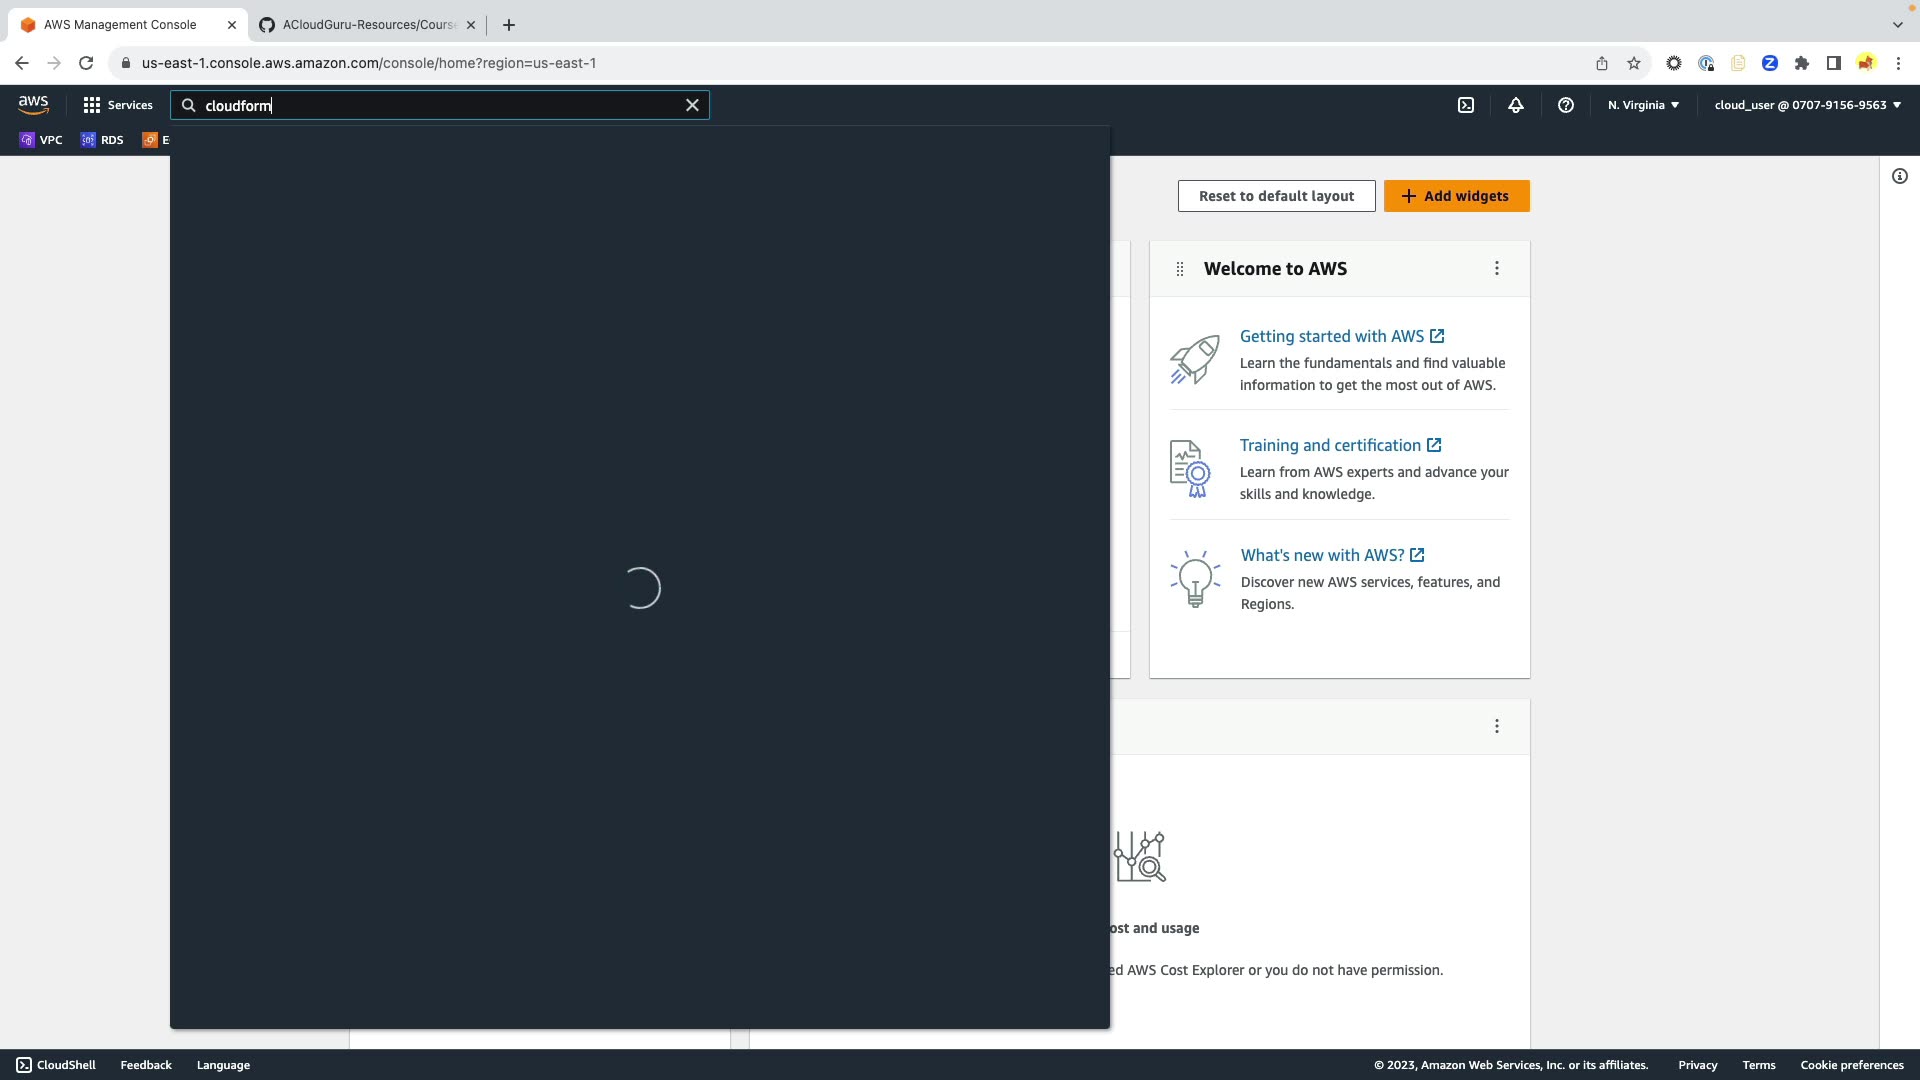 AWS Management Console
ACloudGuru-Resources/Course
us-east-1.console.aws.amazon.com/console/home?region=us-east-1
aws
Services
cloudform
N. Virginia
cloud_user @ 0707-9156-9563
VPC
RDS
E
Reset to default layout
Add widgets
Welcome to AWS
Getting started with AWS
Learn the fundamentals and find valuable
information to get the most out of AWS.
Training and certification
Learn from AWS experts and advance your
skills and knowledge.
What's new with AWS?
Discover new AWS services, features, and
Regions.
ost and usage
ed AWS Cost Explorer or you do not have permission.
CloudShell
Feedback
Language
© 2023, Amazon Web Services, Inc. or its affiliates.
Privacy
Terms
Cookie preferences